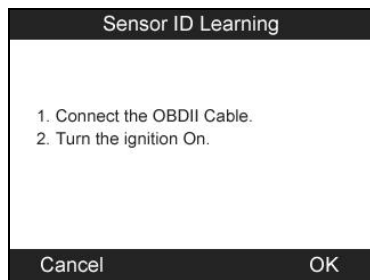 Sensor ID Learning
1. Connect the OBDII Cable.
2. Turn the ignition On.
Cancel OK